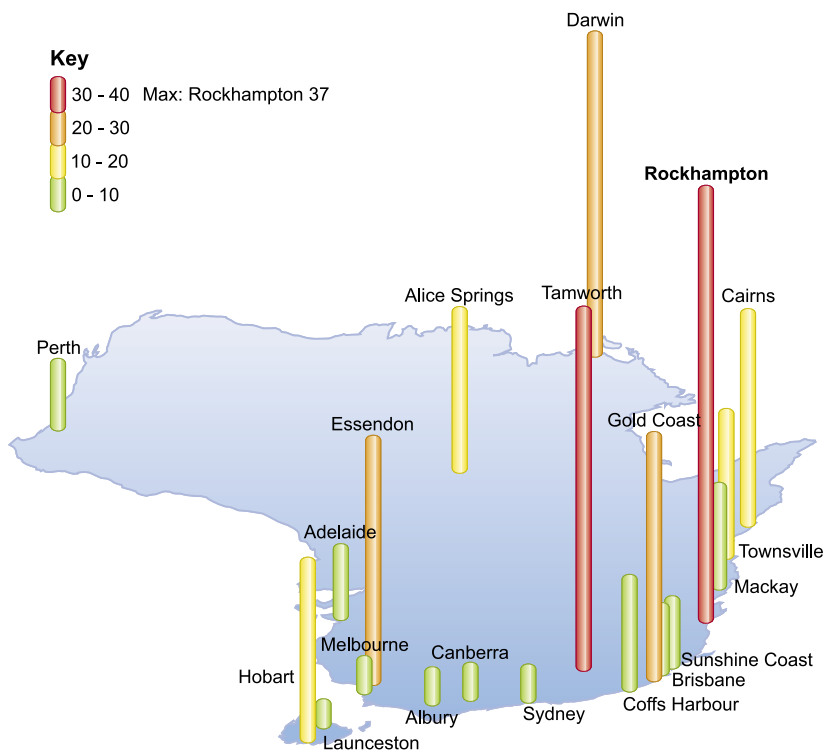 Darwin
Key
30 - 40 Max: Rockhampton 37
20 - 30
10 - 20
0 - 10
Rockhampton
Alice Springs
Tamworth
Cairns
Perth
Essendon
Gold Coast
Adelaide
Townsville
Mackay
Melbourne
Canberra
Sunshine Coast
Hobart
Brisbane
Coffs Harbour
Albury
Sydney
Launceston